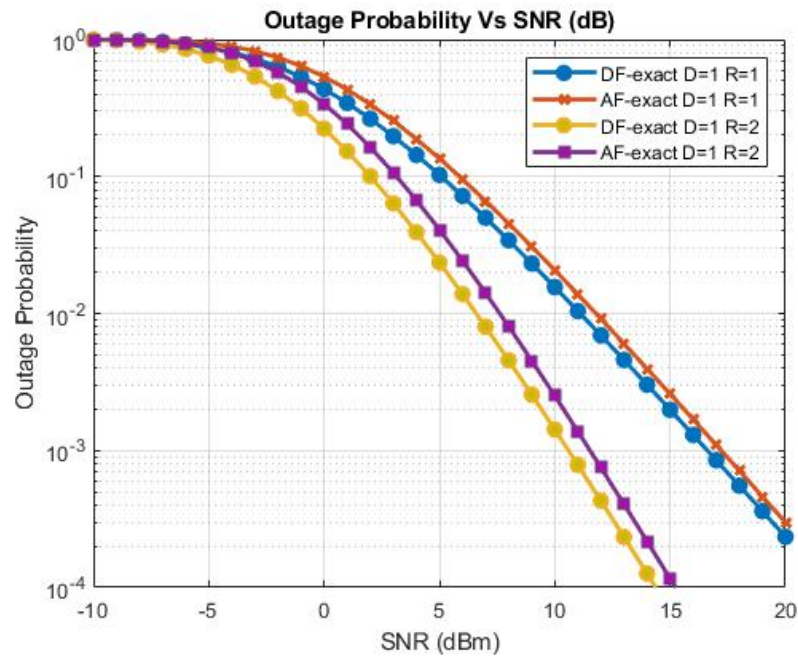 Outage Probability Vs SNR (dB)
10^0
10^-1
10^-2
10^-3
10^-4
Outage Probability
DF-exact D=1 R=1
AF-exact D=1 R=1
DF-exact D=1 R=2
AF-exact D=1 R=2
-10
-5
0
5
10
15
20
SNR (dBm)